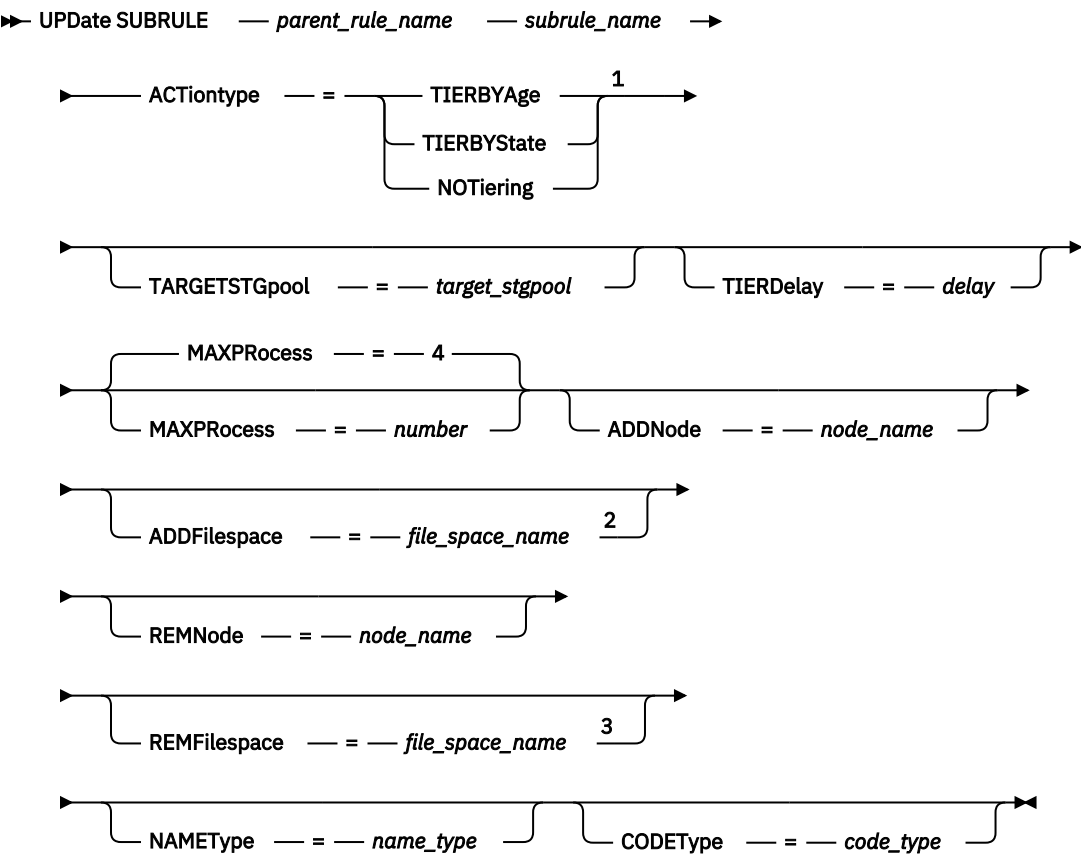 UPDate SUBRULE parent_rule_name subrule_name
ACTiontype = TIERBYAge 1
TIERBYState
NOTiering
TARGETSTGpool = target_stgpool TIERDelay = delay
MAXPRocess = 4
MAXPRocess = number ADDNode = node_name
ADDFilespace = file_space_name 2
REMNode = node_name
REMFilespace = file_space_name 3
NAMEType = name_type CODEType = code_type